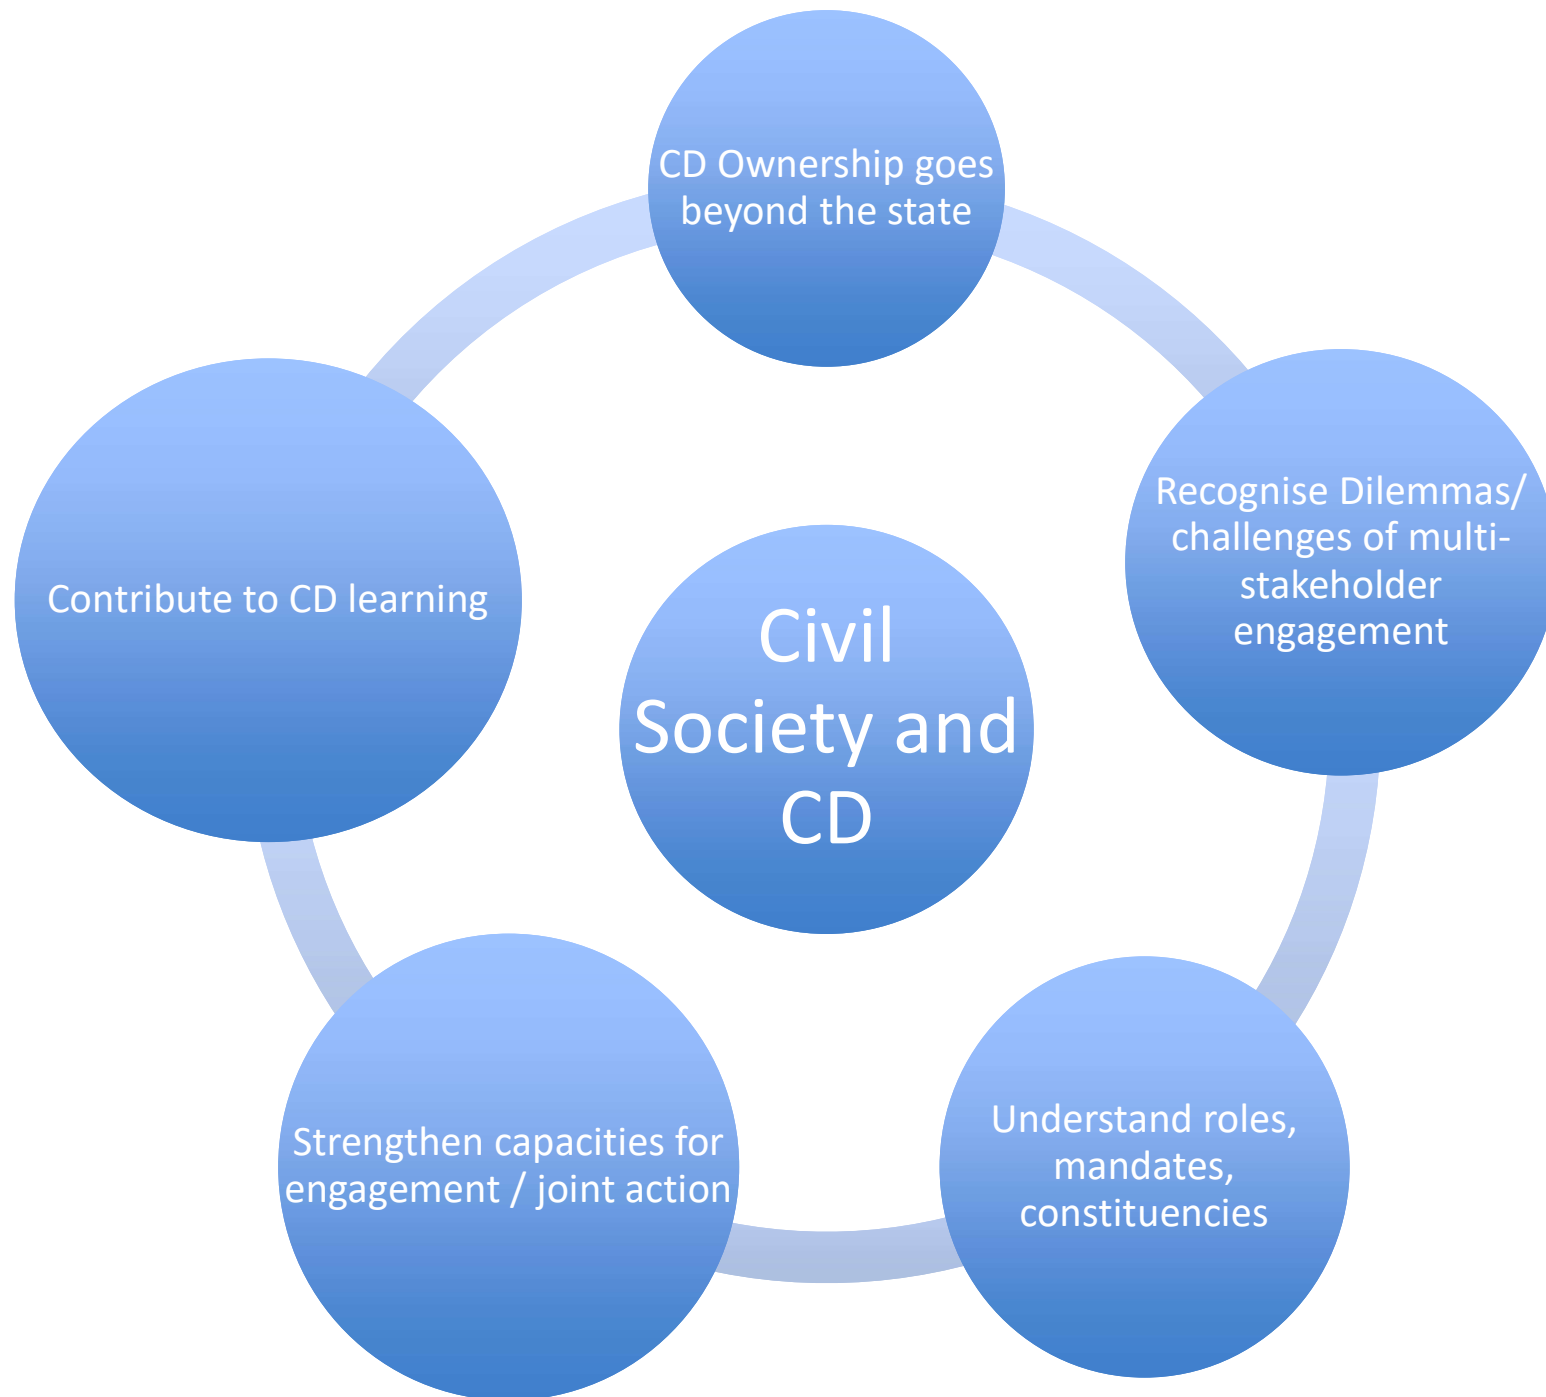 CD Ownership goes
beyond the state
Recognise Dilemmas/
challenges of multi-
stakeholder
engagement
Understand roles,
mandates,
constituencies
Strengthen capacities for
engagement / joint action
Contribute to CD learning
Civil
Society and
CD